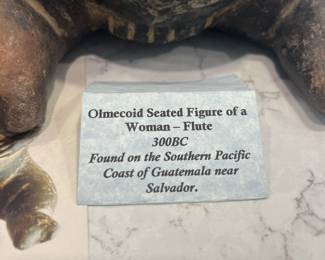 Olmecoid Seated Figure of a
Woman – Flute
300BC
Found on the Southern Pacific
Coast of Guatemala near
Salvador.